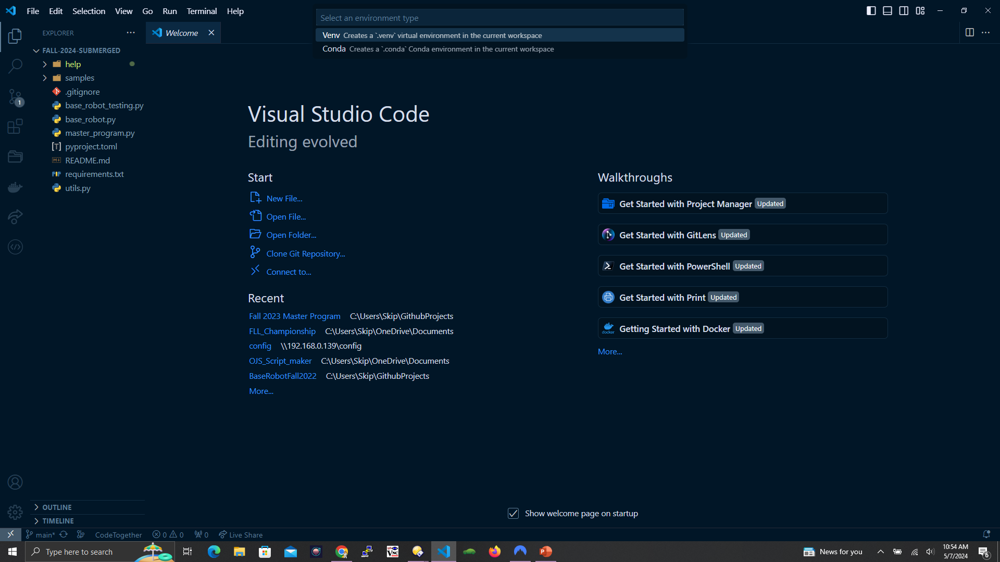 File Edit Selection View Go Run Terminal Help
Select an environment type
Venv Creates a `.venv` virtual environment in the current workspace
Conda Creates a `.conda` Conda environment in the current workspace
EXPLORER
Welcome
FALL-2024-SUBMERGED
help
samples
.gitignore
base_robot_testing.py
base_robot.py
master_program.py
[T] pyproject.toml
README.md
requirements.txt
utils.py
1
Visual Studio Code
Editing evolved
Start
New File...
Open File...
Open Folder...
Clone Git Repository...
Connect to...
Recent
Fall 2023 Master Program C:\Users\Skip\GithubProjects
FLL_Championship C:\Users\Skip\OneDrive\Documents
config \\192.168.0.139\config
OJS_Script_maker C:\Users\Skip\OneDrive\Documents
BaseRobotFall2022 C:\Users\Skip\GithubProjects
More...
Walkthroughs
Get Started with Project Manager Updated
Get Started with GitLens Updated
Get Started with PowerShell Updated
Get Started with Print Updated
docker Getting Started with Docker Updated
More...
Show welcome page on startup
OUTLINE
TIMELINE
main* CodeTogether 0 0 0 Live Share
Type here to search
News for you
10:54 AM
5/7/2024
6